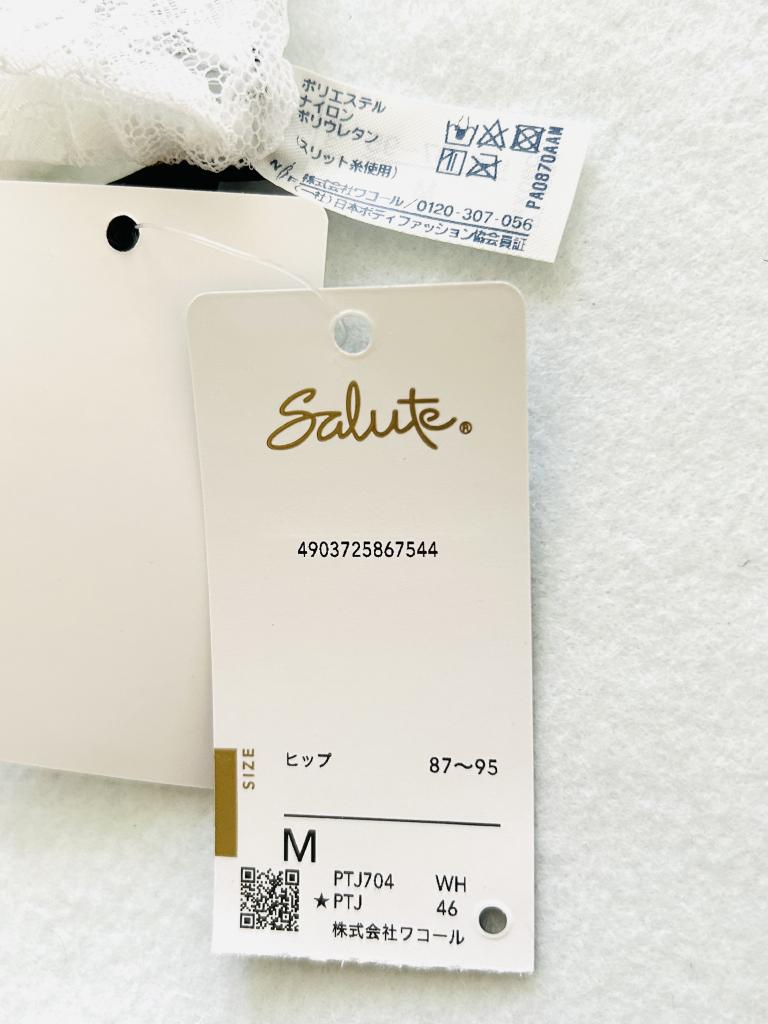 ポリエステル
ナイロン
ポリウレタン
(スリット糸使用)
株式会社ワコール/0120-307-056
(一社)日本ボディファッション協会員証
PA0870AAM
Salute®
4903725867544
SIZE
ヒップ 87～95
M
PTJ704 WH
★PTJ 46
株式会社ワコール